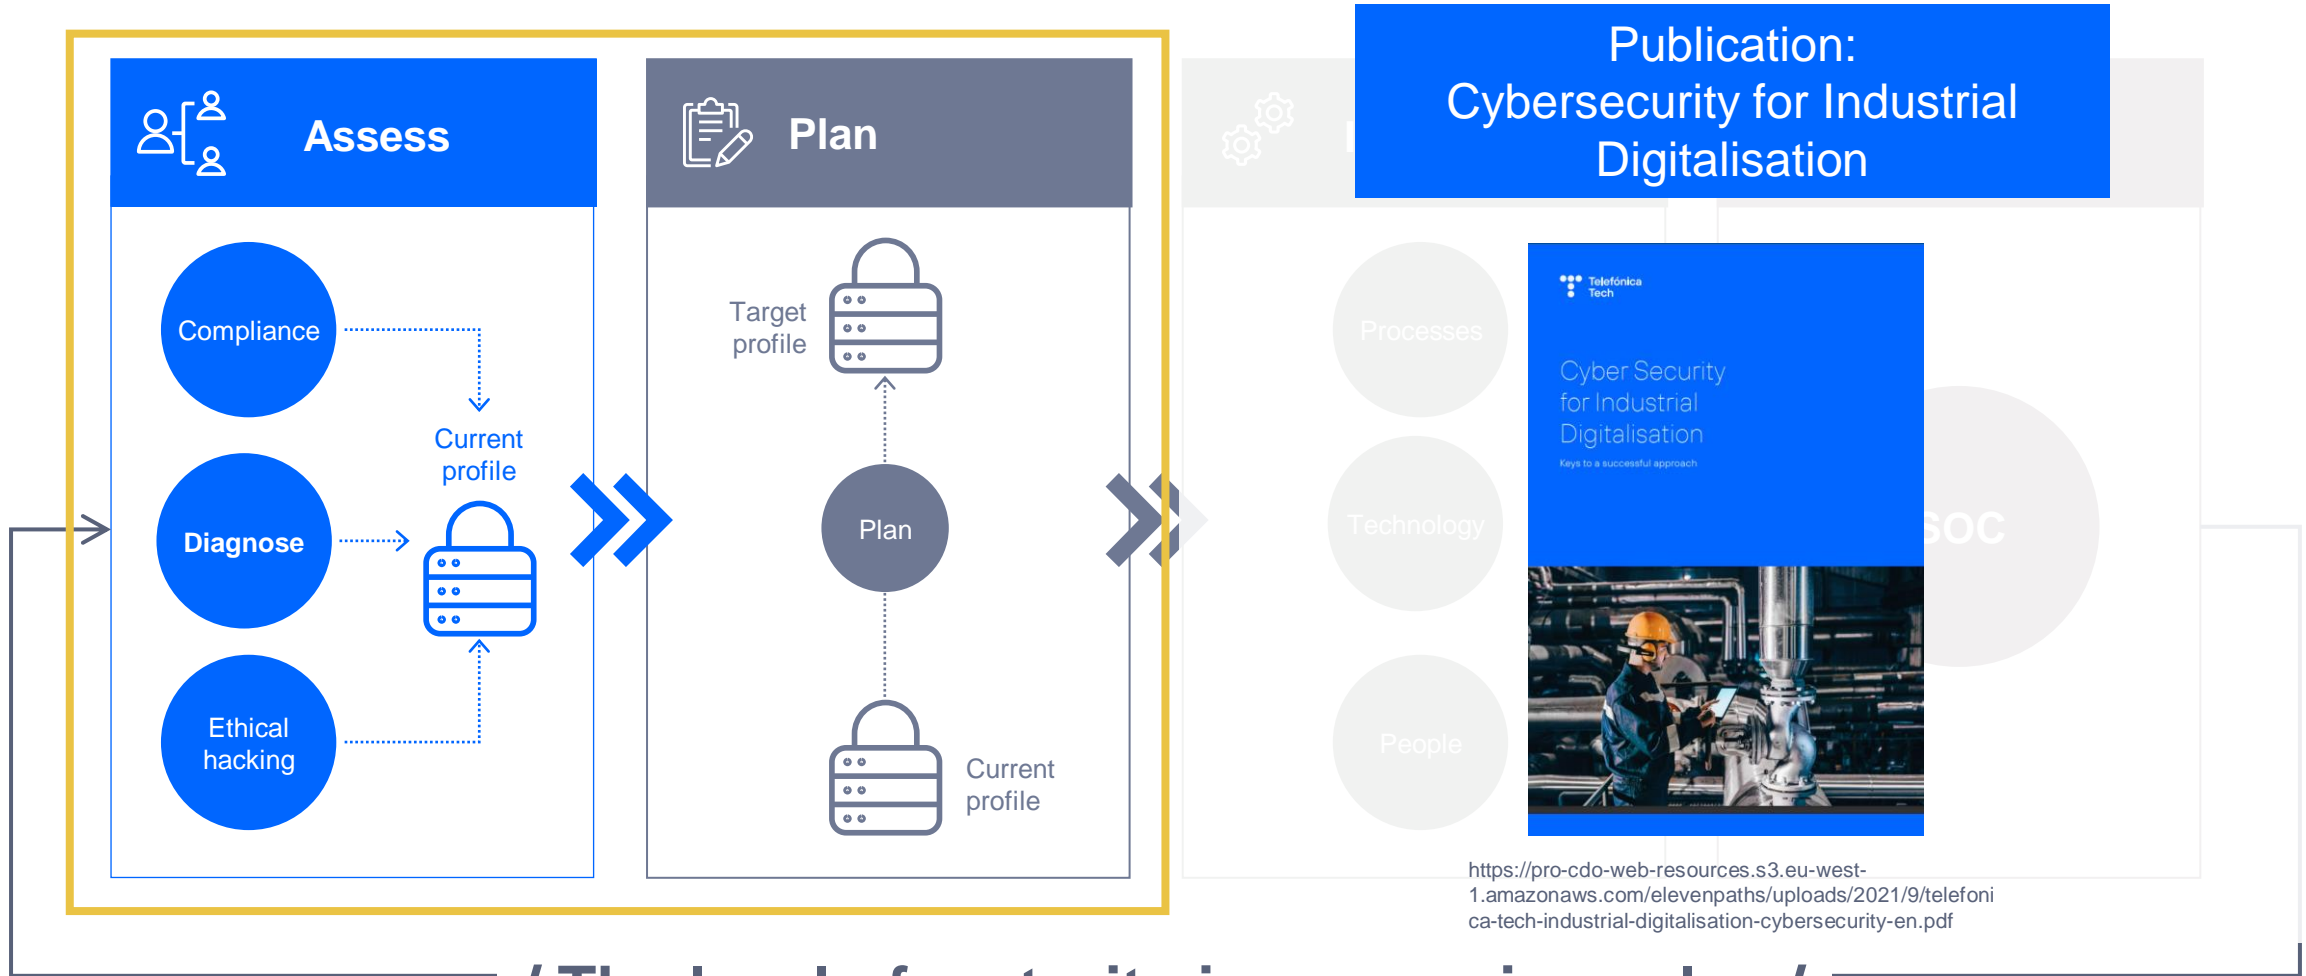 Publication:
Cybersecurity for Industrial
Digitalisation
Assess
Plan
Compliance
Current
profile
Diagnose
Ethical
hacking
Target
profile
Plan
Current
profile
Processes
Technology
People
SOC
Telefónica
Tech
Cyber Security
for Industrial
Digitalisation
Keys to a successful approach
https://pro-cdo-web-resources.s3.eu-west-
1.amazonaws.com/elevenpaths/uploads/2021/9/telefoni
ca-tech-industrial-digitalisation-cybersecurity-en.pdf